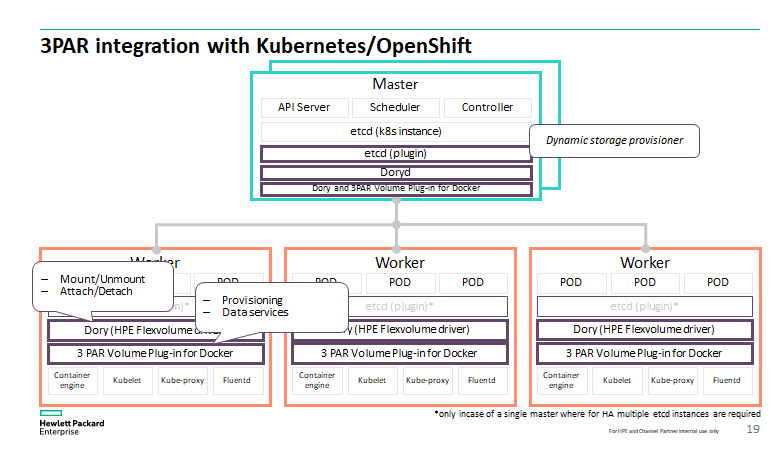 3PAR integration with Kubernetes/OpenShift
Master
API Server
Scheduler
Controller
etcd (k8s instance)
etcd (plugin)
Doryd
Dory and 3PAR Volume Plug-in for Docker
Dynamic storage provisioner
Worker
– Mount/Unmount
– Attach/Detach
POD
– Provisioning
– Data services
Dory (HPE Flexvolume driver)
3 PAR Volume Plug-in for Docker
Container
engine
Kubelet
Kube-proxy
Fluentd
Worker
POD
POD
POD
etcd (plugin)*
(HPE Flexvolume driver)
3 PAR Volume Plug-in for Docker
Container
engine
Kubelet
Kube-proxy
Fluentd
Worker
POD
POD
POD
etcd (plugin)*
Dory (HPE Flexvolume driver)
3 PAR Volume Plug-in for Docker
Container
engine
Kubelet
Kube-proxy
Fluentd
*only incase of a single master where for HA multiple etcd instances are required
Hewlett Packard
Enterprise
For HPE and Channel Partner internal use only
19